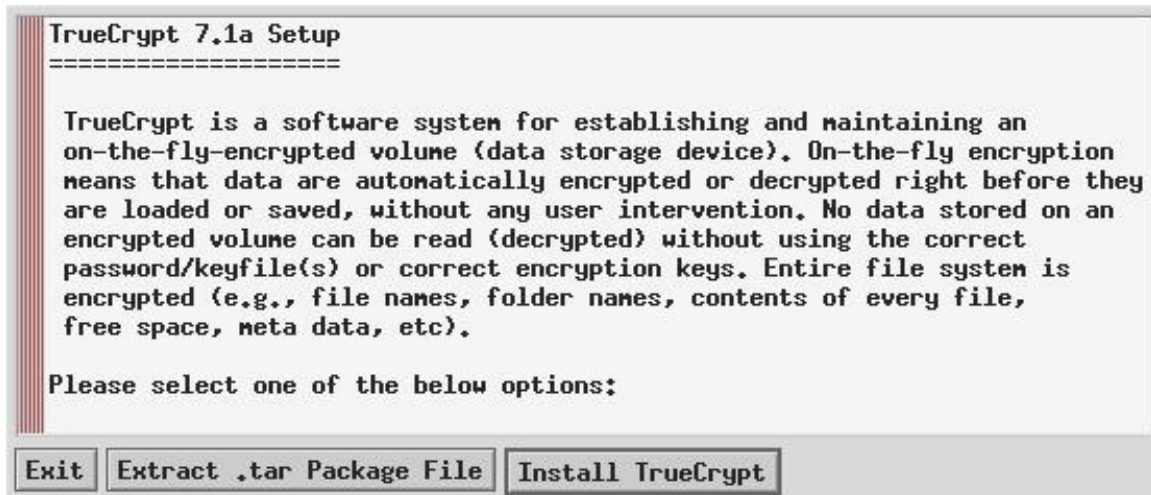 TrueCrypt 7.1a Setup
====================
TrueCrypt is a software system for establishing and maintaining an
on-the-fly-encrypted volume (data storage device). On-the-fly encryption
means that data are automatically encrypted or decrypted right before they
are loaded or saved, without any user intervention. No data stored on an
encrypted volume can be read (decrypted) without using the correct
password/keyfile(s) or correct encryption keys. Entire file system is
encrypted (e.g., file names, folder names, contents of every file,
free space, meta data, etc).
Please select one of the below options:
Exit Extract .tar Package File Install TrueCrypt